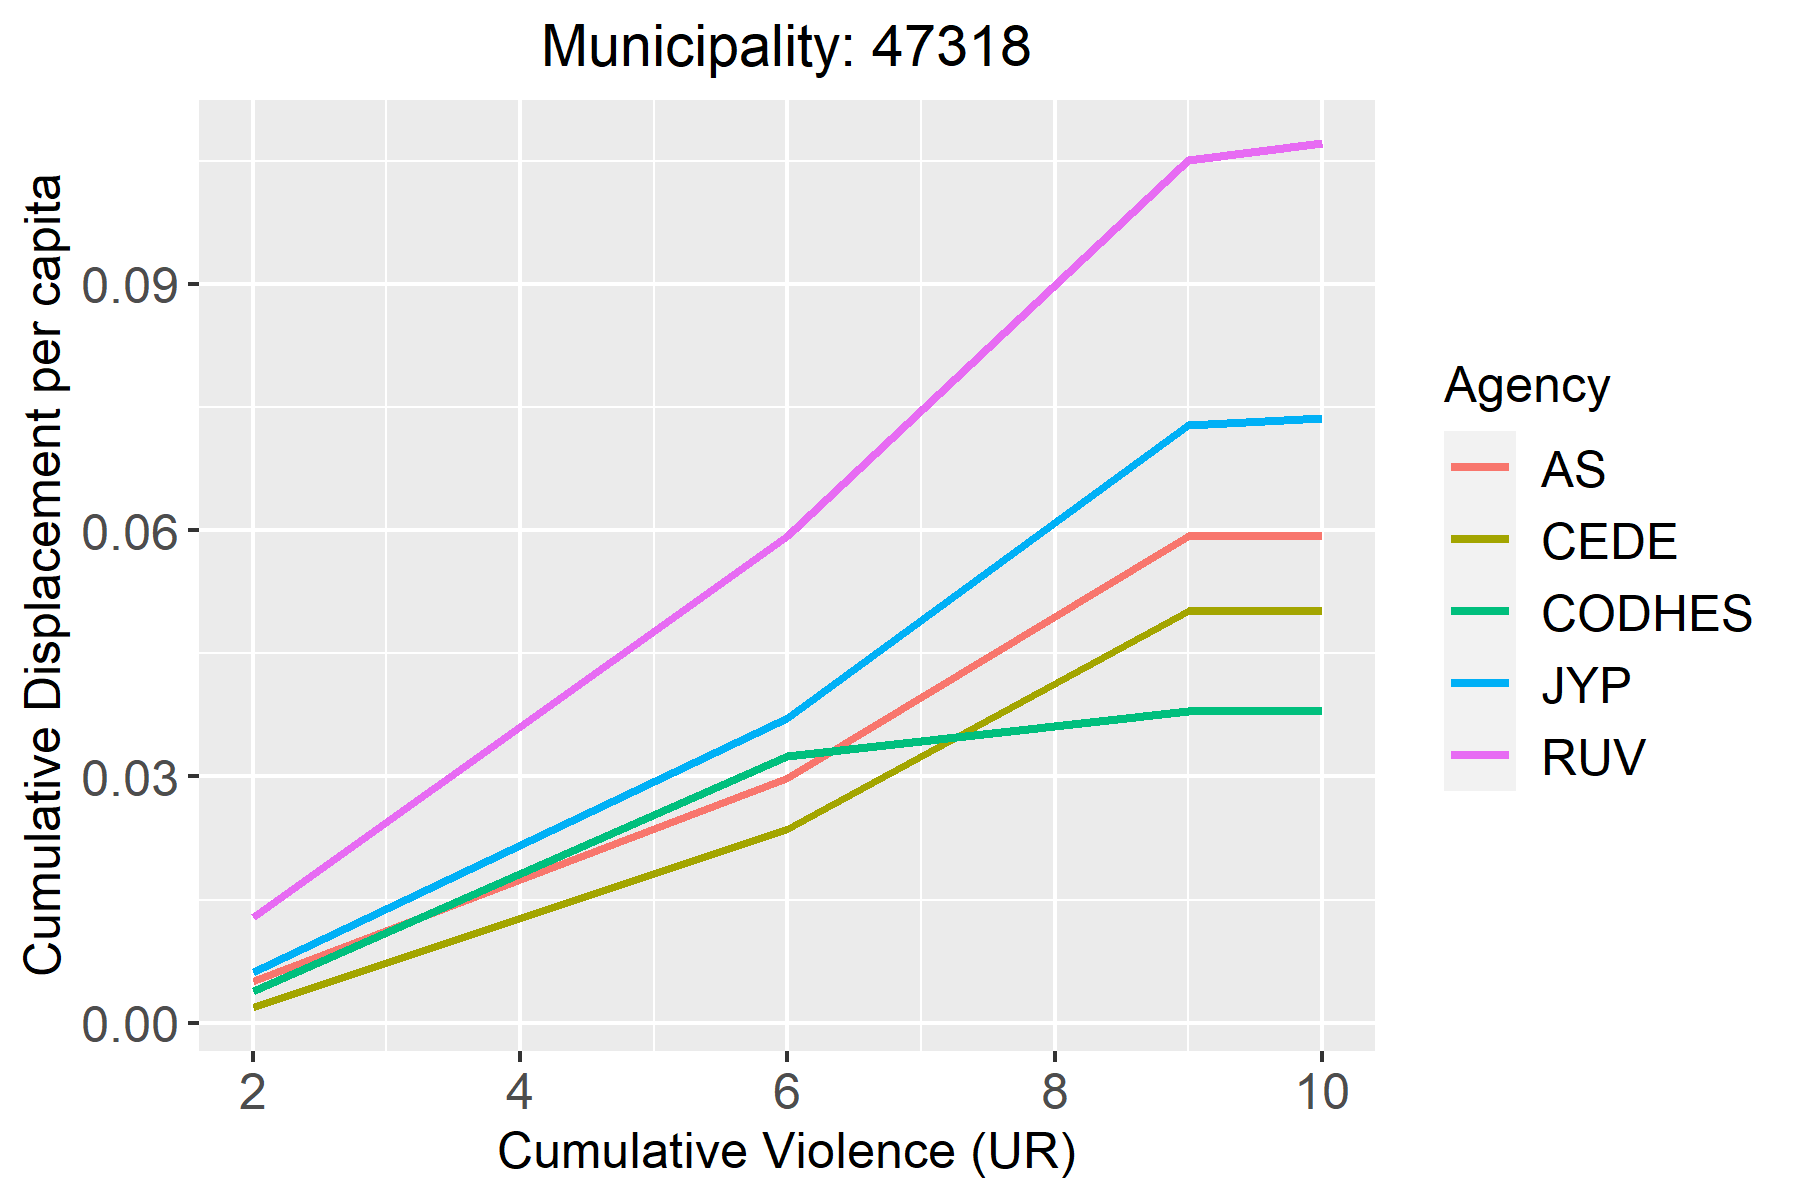 Municipality: 47318
Cumulative Displacement per capita
0.09
0.06
0.03
0.00
2 4 6 8 10
Cumulative Violence (UR)
Agency
AS
CEDE
CODHES
JYP
RUV